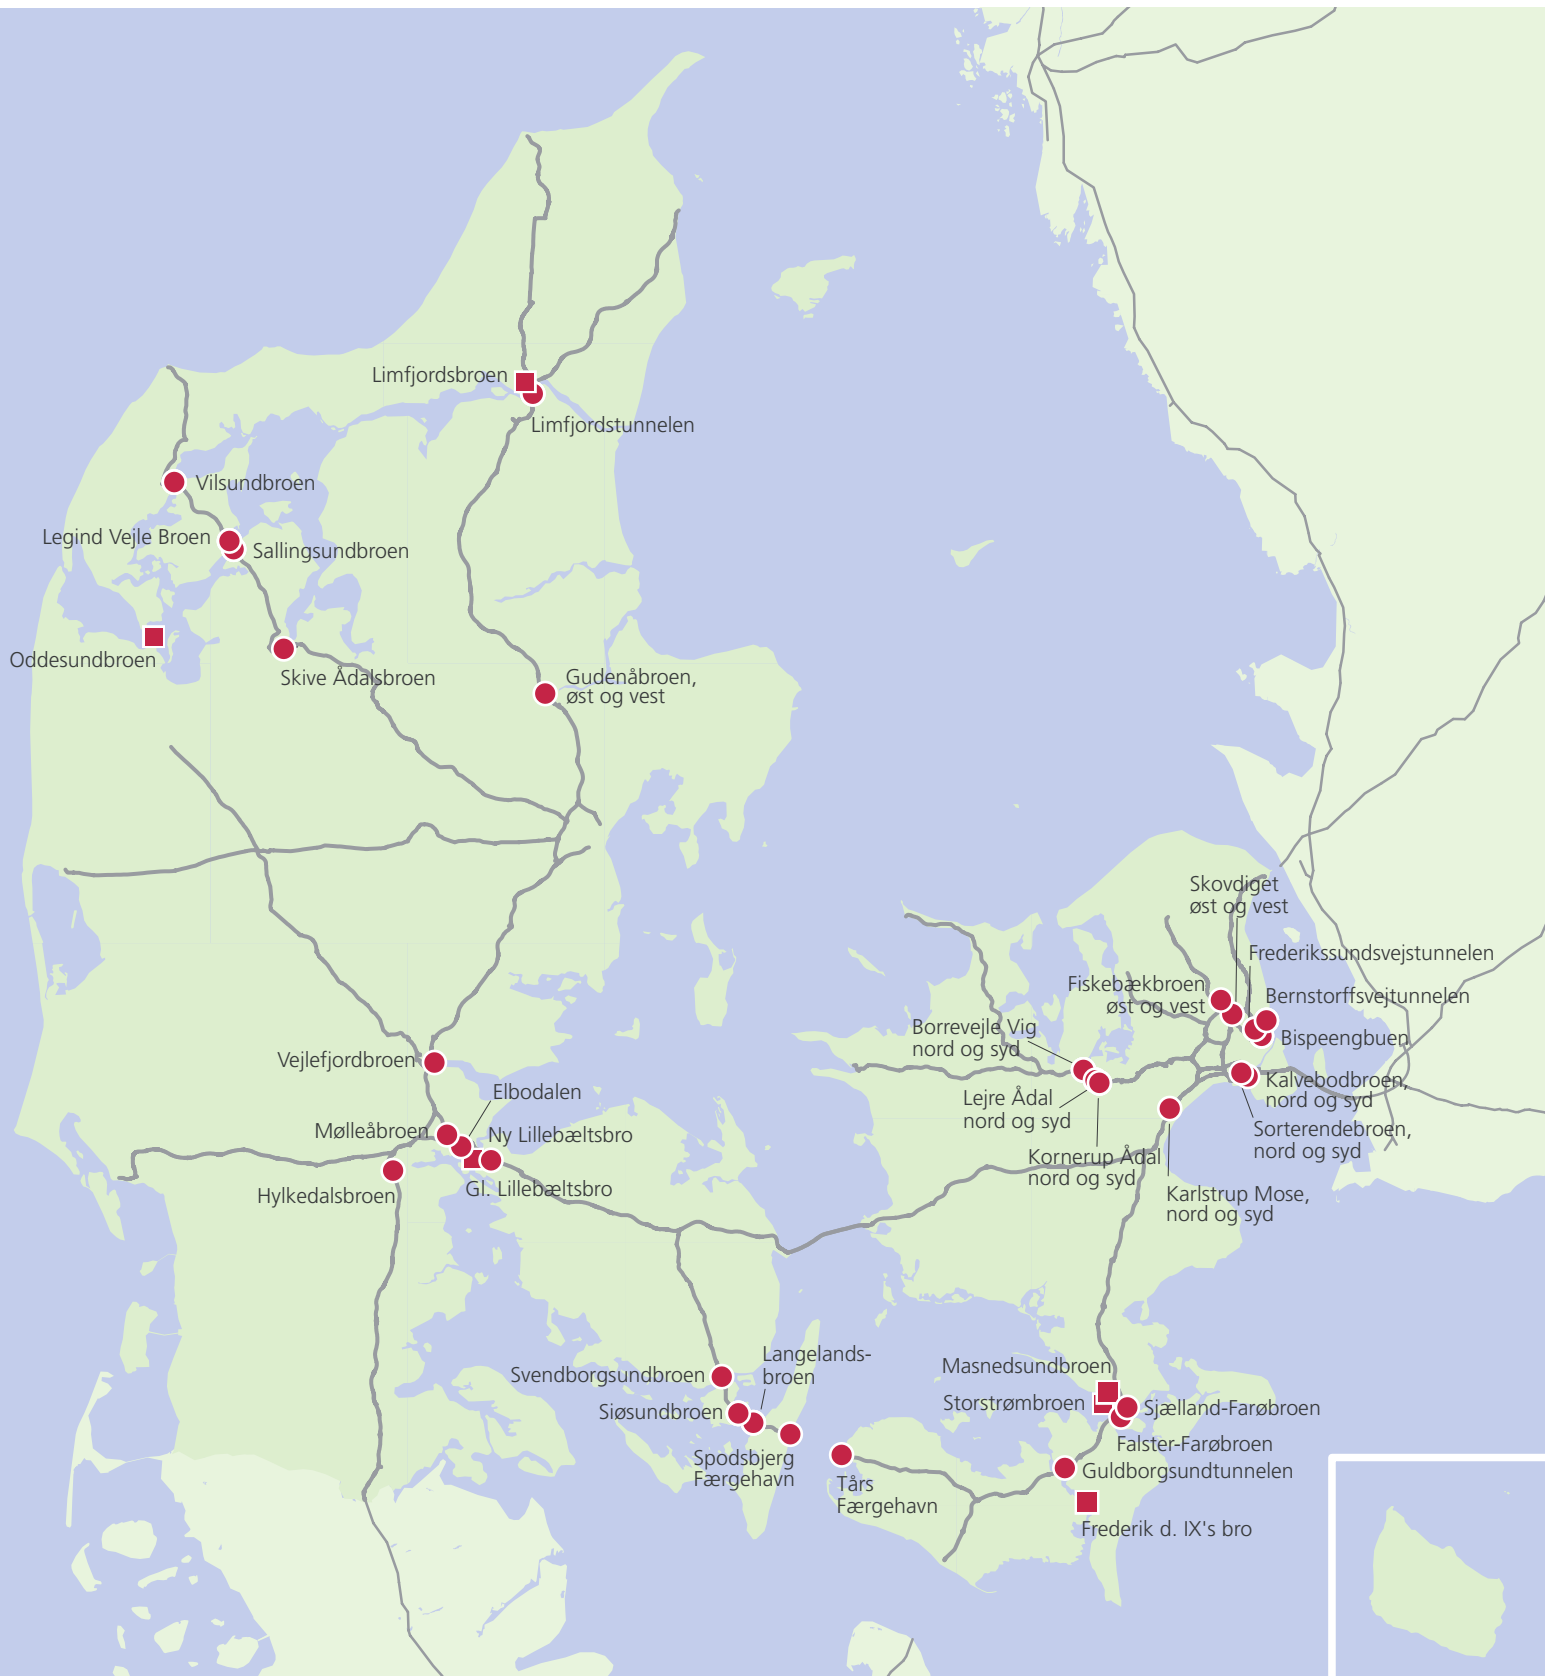 Limfjordsbroen
Limfjordstunnelen
Vilsundbroen
Legind Vejle Broen
Sallingsundbroen
Oddesundbroen
Skive Ådalsbroen
Gudenåbroen,
øst og vest
Skovdiget
øst og vest
Frederikssundsvejstunnelen
Fiskebækbroen
øst og vest
Bernstorffsvejtunnelen
Borrevejle Vig
nord og syd
Bispeengbuen
Vejlefjordbroen
Kalvebodbroen,
nord og syd
Elbodalen
Lejre Ådal
nord og syd
Mølleåbroen
Ny Lillebæltsbro
Sorterendebroen,
nord og syd
Kornerup Ådal
nord og syd
Hylkedalsbroen
Gl. Lillebæltsbro
Karlstrup Mose,
nord og syd
Langelands-
broen
Masnedsundbroen
Svendborgsundbroen
Storstrømbroen
Sjælland-Farøbroen
Siøsundbroen
Falster-Farøbroen
Spodsbjerg
Færgehavn
Guldborgsundtunnelen
Tårs
Færgehavn
Frederik d. IX's bro